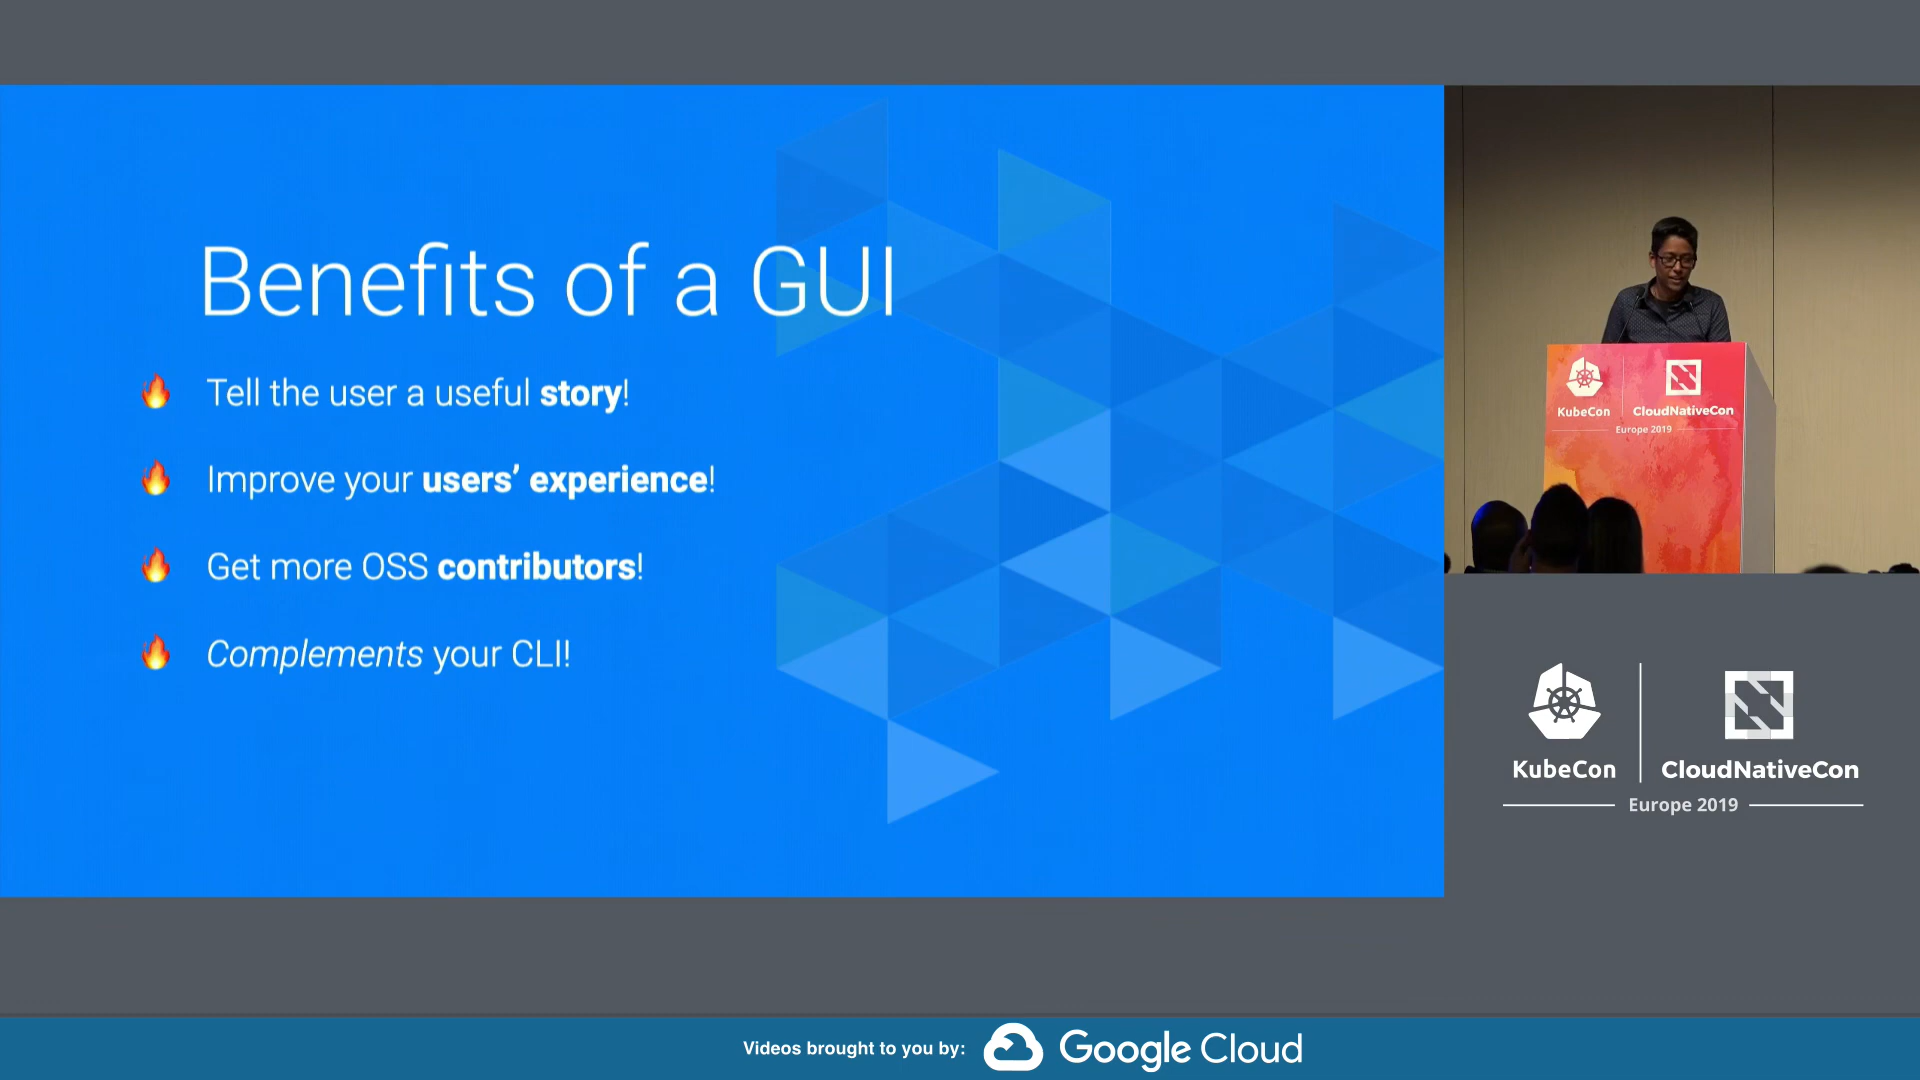 Benefits of a GUI
🔥 Tell the user a useful story!
🔥 Improve your users’ experience!
🔥 Get more OSS contributors!
🔥 Complements your CLI!
KubeCon
CloudNativeCon
Europe 2019
KubeCon
CloudNativeCon
Europe 2019
Videos brought to you by:
Google Cloud